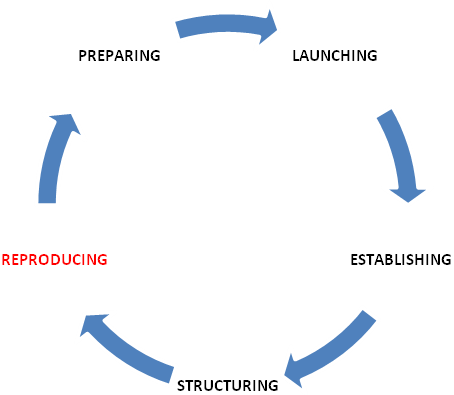 PREPARING
LAUNCHING
ESTABLISHING
STRUCTURING
REPRODUCING